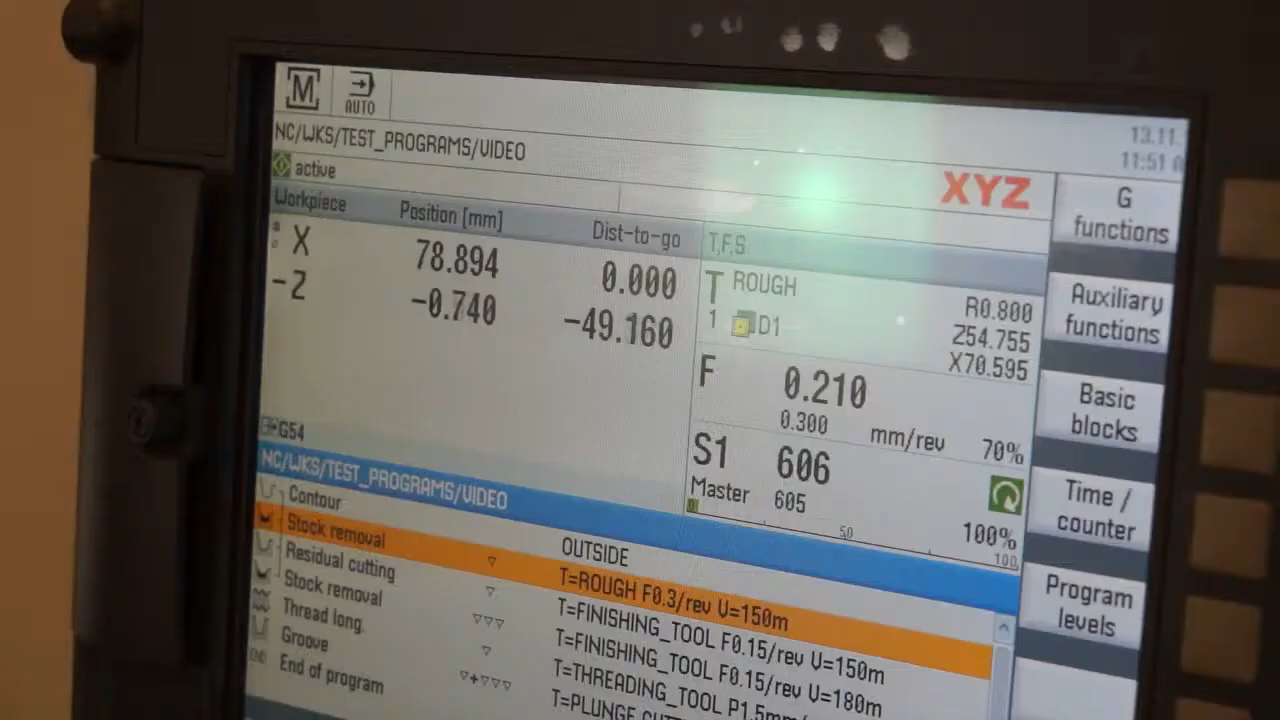 M
AUTO
13.11.
11:51
NC/WKS/TEST_PROGRAMS/VIDEO
active
XYZ
Workpiece Position [mm] Dist-to-go
X 78.894 0.000
-Z -0.740 -49.160
G54
T,F,S
T ROUGH R0.800
1 D1 Z54.755
X70.595
F 0.210
0.300 mm/rev 70%
S1 606
Master 605 100%
0 50 100
G
functions
Auxiliary
functions
Basic
blocks
Time /
counter
Program
levels
NC/WKS/TEST_PROGRAMS/VIDEO
Contour OUTSIDE
Stock removal ▽ T=ROUGH F0.3/rev V=150m
Residual cutting ▽ T=FINISHING_TOOL F0.15/rev V=150m
Stock removal ▽▽▽ T=FINISHING_TOOL F0.15/rev V=180m
Thread long. ▽ T=THREADING_TOOL P1.5mm/
Groove ▽+▽▽▽ T=PLUNGE
End of program